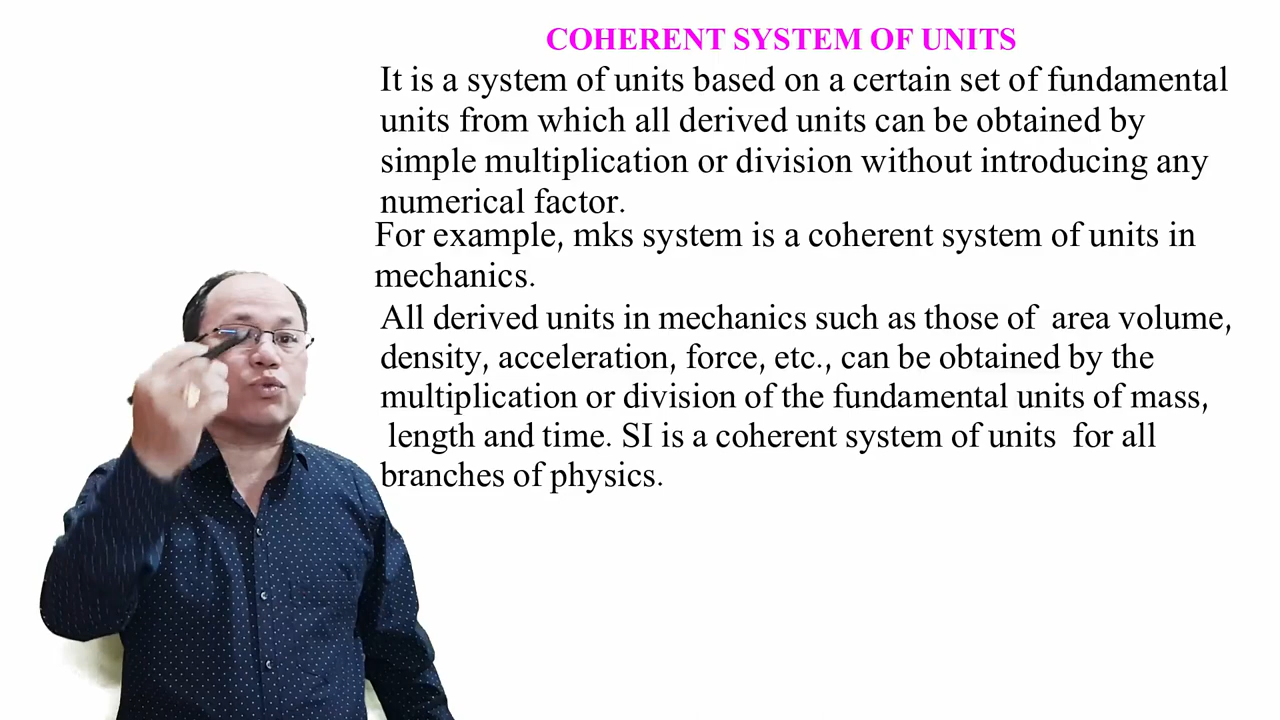 COHERENT SYSTEM OF UNITS
It is a system of units based on a certain set of fundamental
units from which all derived units can be obtained by
simple multiplication or division without introducing any
numerical factor.
For example, mks system is a coherent system of units in
mechanics.
All derived units in mechanics such as those of area volume,
density, acceleration, force, etc., can be obtained by the
multiplication or division of the fundamental units of mass,
length and time. SI is a coherent system of units for all
branches of physics.